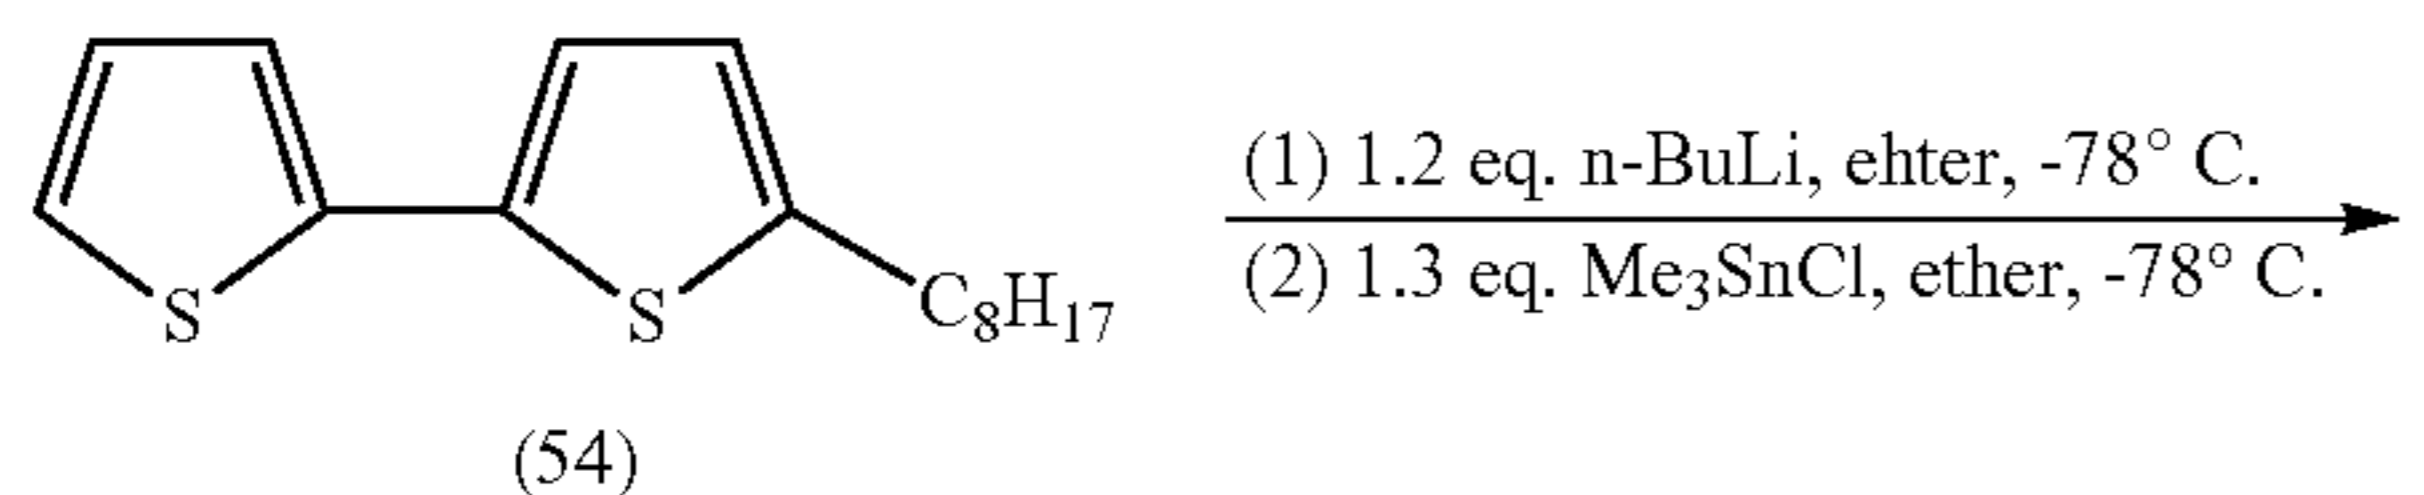 (1) 1.2 eq. n-BuLi, ehter, -78° C.
(2) 1.3 eq. Me₃SnCl, ether, -78° C.
S
S
C₈H₁₇
(54)